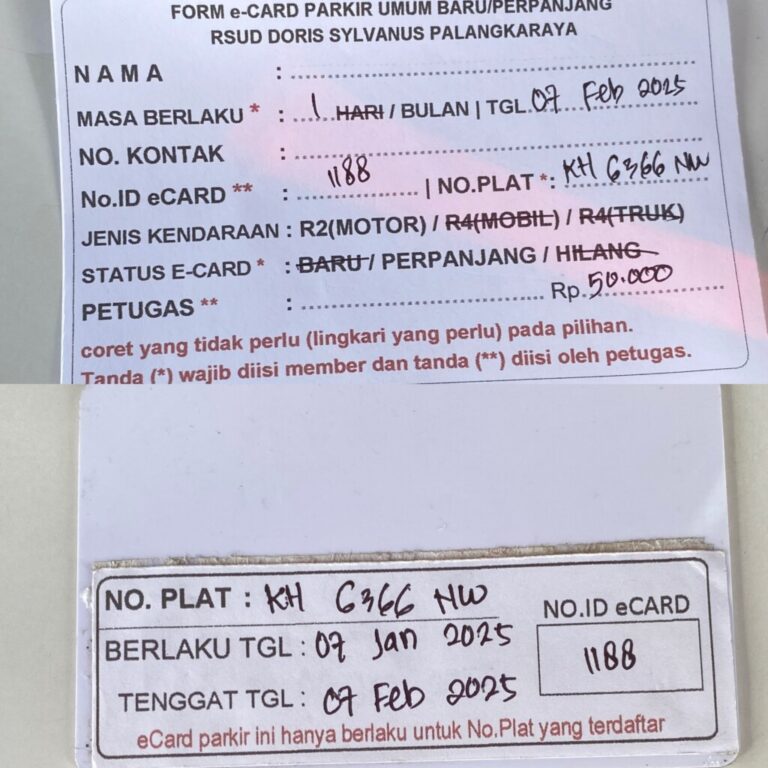 FORM e-CARD PARKIR UMUM BARU/PERPANJANG
RSUD DORIS SYLVANUS PALANGKARAYA
NAMA :
MASA BERLAKU * : 1 HARI / BULAN | TGL. 07 Feb 2025
NO. KONTAK :
No.ID eCARD ** : 1188 | NO.PLAT *: KH 6366 NW
JENIS KENDARAAN : R2(MOTOR) / R4(MOBIL) / R4(TRUK)
STATUS E-CARD * : BARU / PERPANJANG / HILANG
PETUGAS ** : Rp. 50.000
coret yang tidak perlu (lingkari yang perlu) pada pilihan.
Tanda (*) wajib diisi member dan tanda (**) diisi oleh petugas.
NO. PLAT : KH 6366 NW
NO.ID eCARD
BERLAKU TGL : 07 Jan 2025
1188
TENGGAT TGL : 07 Feb 2025
eCard parkir ini hanya berlaku untuk No.Plat yang terdaftar